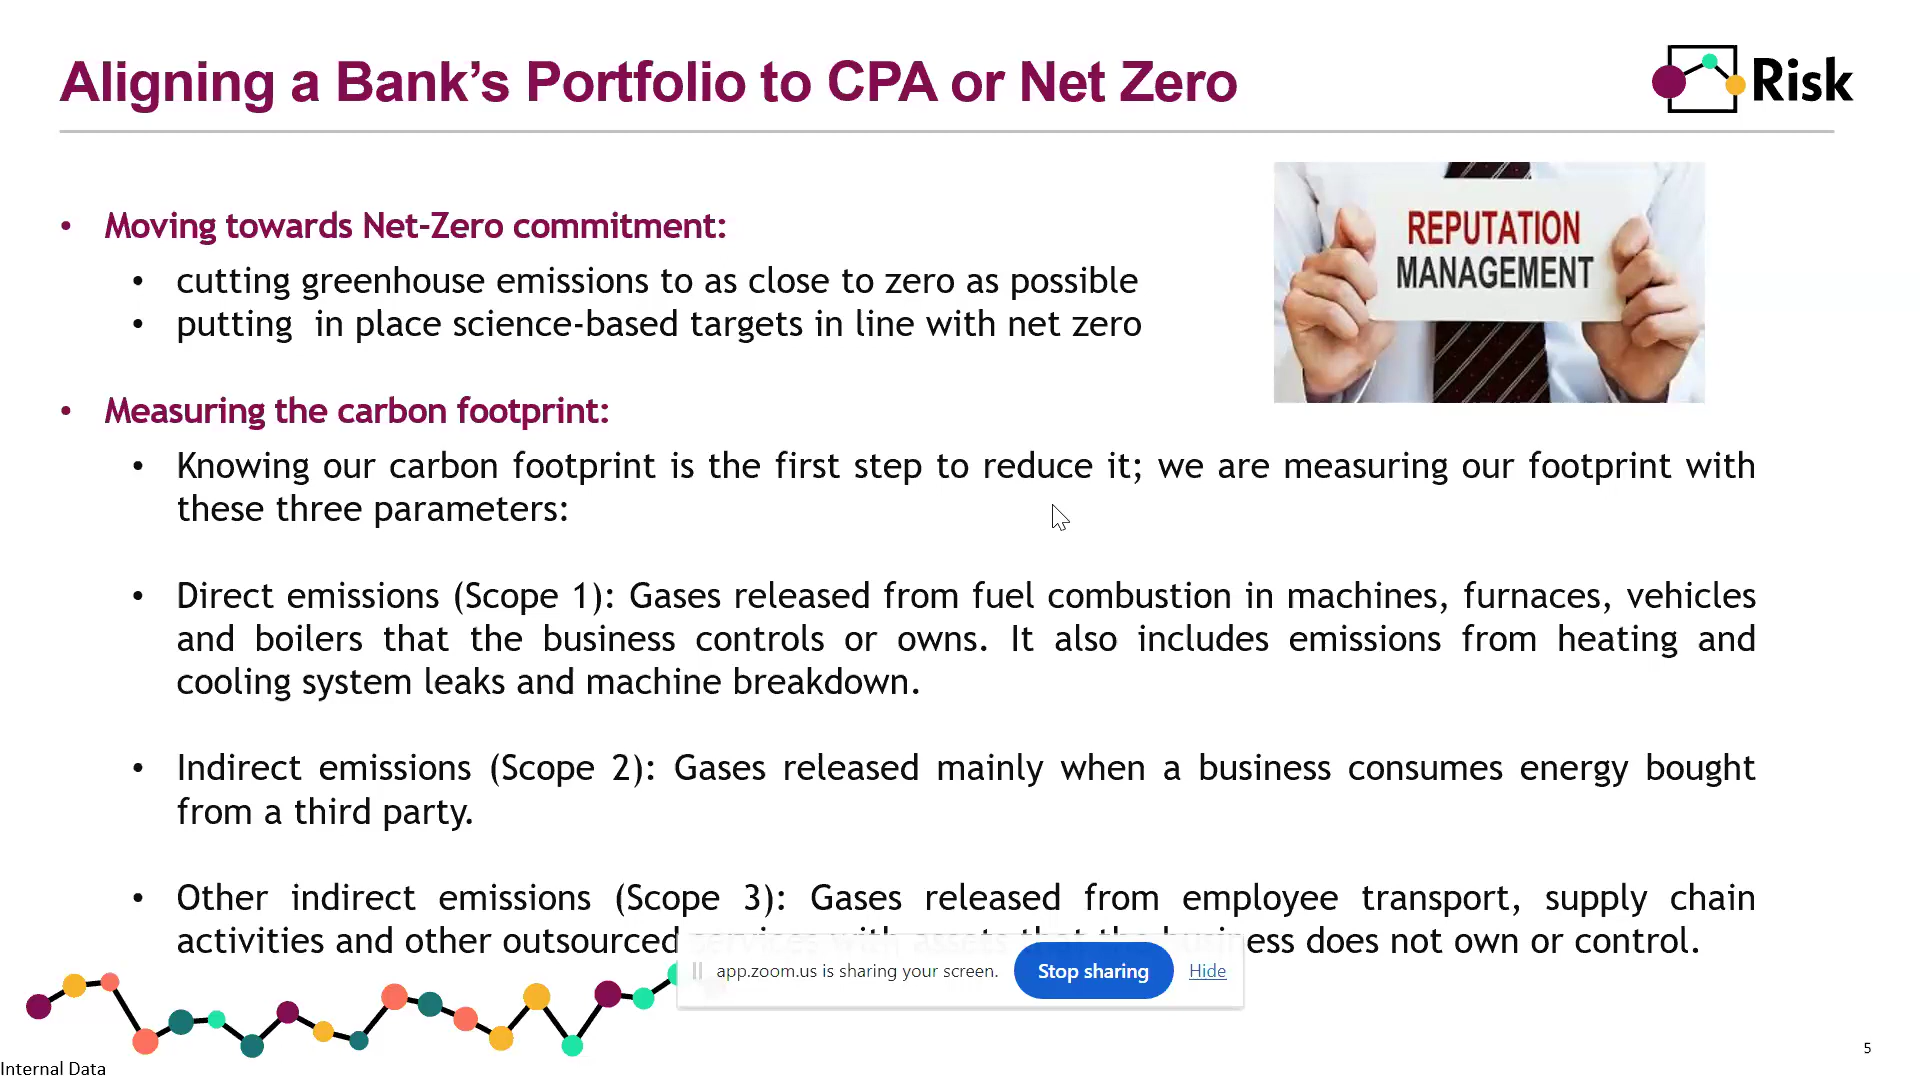 Aligning a Bank’s Portfolio to CPA or Net Zero
Risk
REPUTATION
MANAGEMENT
• Moving towards Net-Zero commitment:
• cutting greenhouse emissions to as close to zero as possible
• putting in place science-based targets in line with net zero
• Measuring the carbon footprint:
• Knowing our carbon footprint is the first step to reduce it; we are measuring our footprint with
these three parameters:
• Direct emissions (Scope 1): Gases released from fuel combustion in machines, furnaces, vehicles
and boilers that the business controls or owns. It also includes emissions from heating and
cooling system leaks and machine breakdown.
• Indirect emissions (Scope 2): Gases released mainly when a business consumes energy bought
from a third party.
• Other indirect emissions (Scope 3): Gases released from employee transport, supply chain
activities and other outsourced services with assets that the business does not own or control.
app.zoom.us is sharing your screen.
Stop sharing
Hide
5
Internal Data